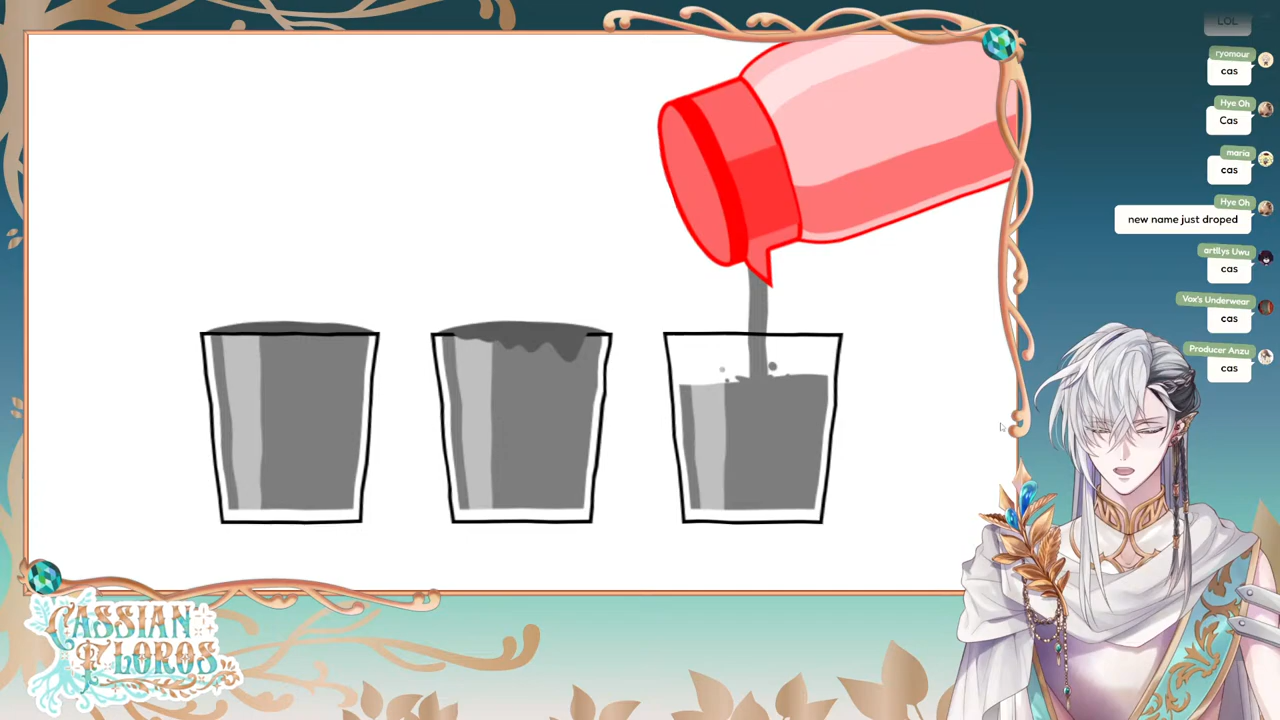 LOL
ryomour
cas
Hye Oh
Cas
maria
cas
Hye Oh
new name just droped
artllys Uwu
cas
Vox's Underwear
cas
Producer Anzu
cas
CASSIAN
FLOROS